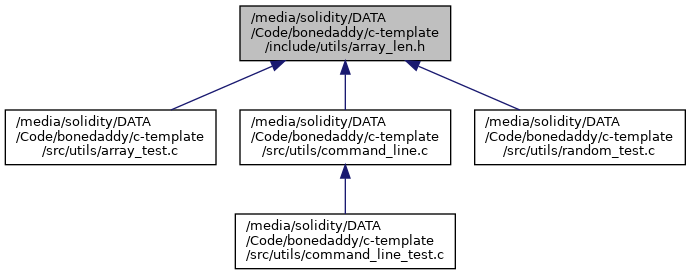 /media/solidity/DATA
/Code/bonedaddy/c-template
/include/utils/array_len.h
/media/solidity/DATA
/Code/bonedaddy/c-template
/src/utils/array_test.c
/media/solidity/DATA
/Code/bonedaddy/c-template
/src/utils/command_line.c
/media/solidity/DATA
/Code/bonedaddy/c-template
/src/utils/random_test.c
/media/solidity/DATA
/Code/bonedaddy/c-template
/src/utils/command_line_test.c